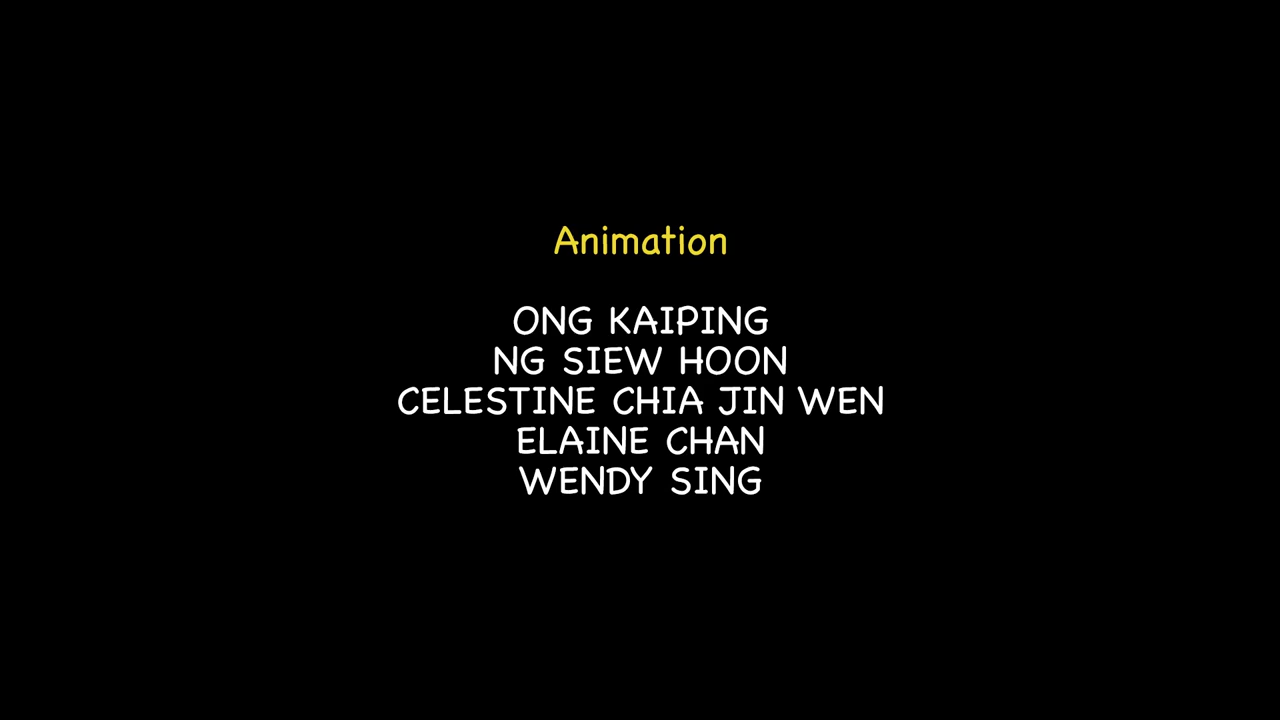 Animation
ONG KAIPING
NG SIEW HOON
CELESTINE CHIA JIN WEN
ELAINE CHAN
WENDY SING